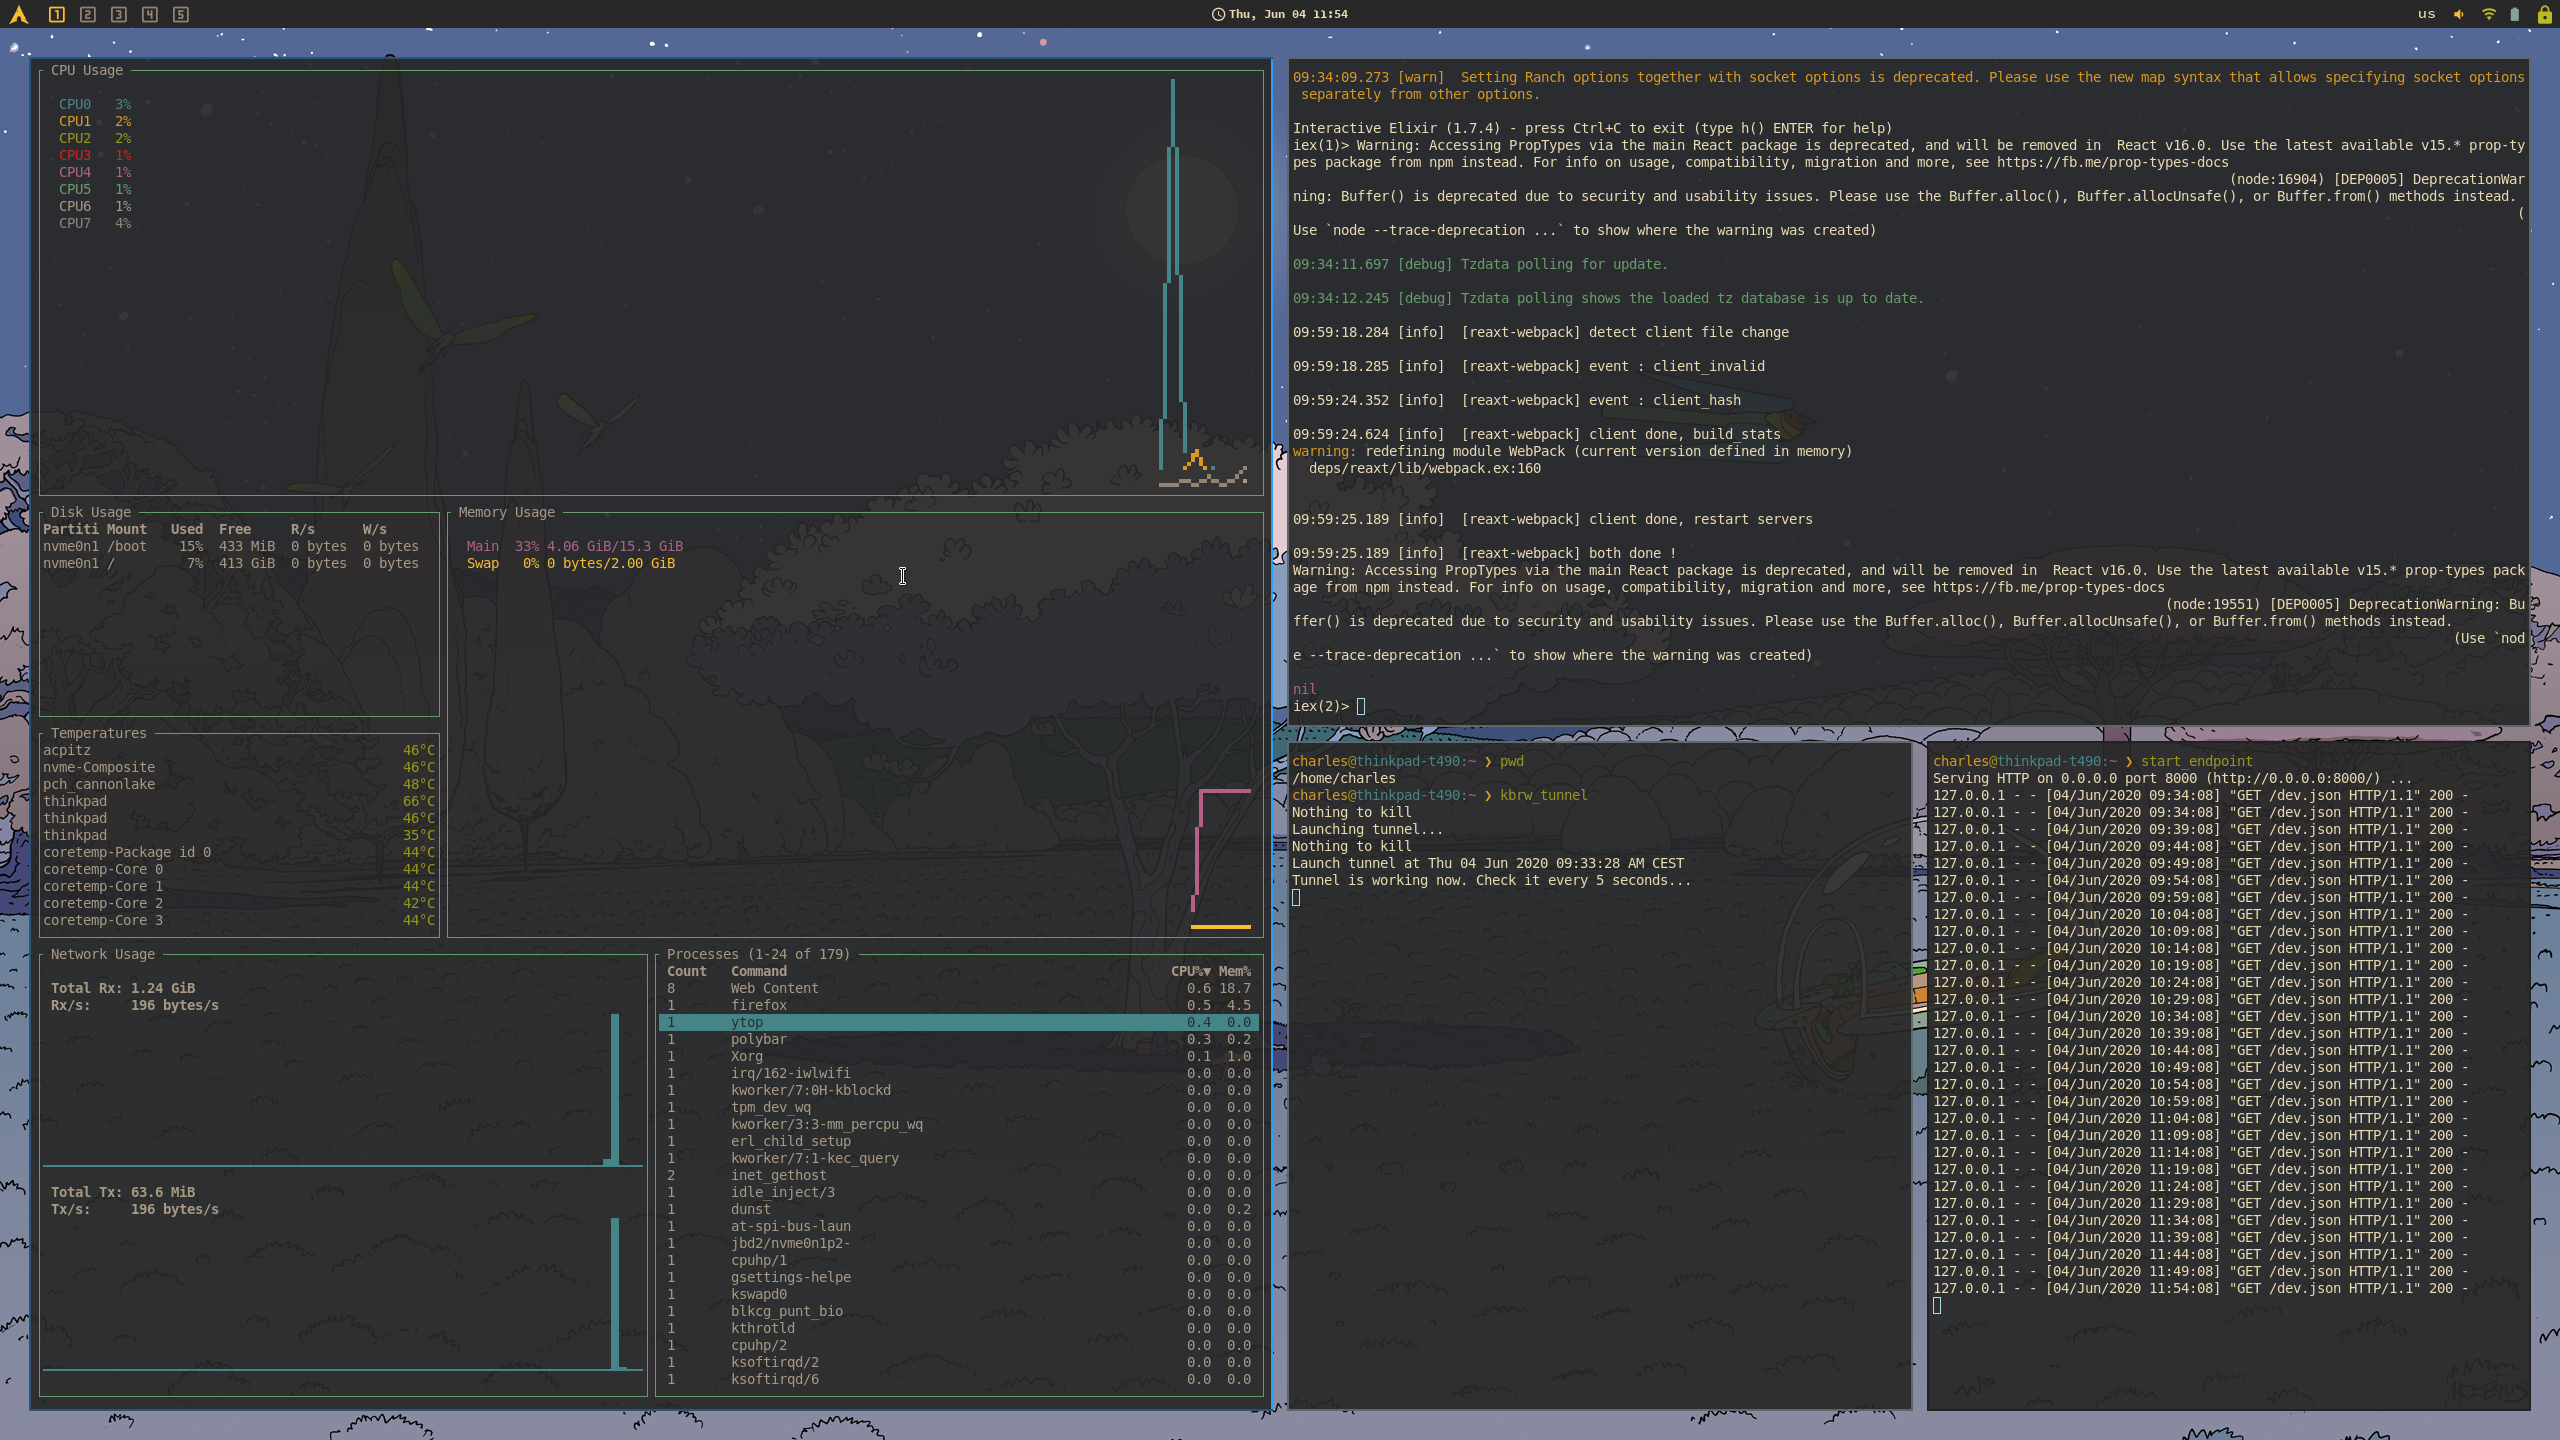 1 2 3 4 5
Thu, Jun 04 11:54
us
CPU Usage
CPU0 3%
CPU1 2%
CPU2 2%
CPU3 1%
CPU4 1%
CPU5 1%
CPU6 1%
CPU7 4%
Disk Usage
Partiti Mount Used Free R/s W/s
nvme0n1 /boot 15% 433 MiB 0 bytes 0 bytes
nvme0n1 / 7% 413 GiB 0 bytes 0 bytes
Memory Usage
Main 33% 4.06 GiB/15.3 GiB
Swap 0% 0 bytes/2.00 GiB
Temperatures
acpitz 46°C
nvme-Composite 46°C
pch_cannonlake 48°C
thinkpad 66°C
thinkpad 46°C
thinkpad 35°C
coretemp-Package id 0 44°C
coretemp-Core 0 44°C
coretemp-Core 1 44°C
coretemp-Core 2 42°C
coretemp-Core 3 44°C
Network Usage
Total Rx: 1.24 GiB
Rx/s: 196 bytes/s
Total Tx: 63.6 MiB
Tx/s: 196 bytes/s
Processes (1-24 of 179)
Count Command CPU%▼ Mem%
8 Web Content 0.6 18.7
1 firefox 0.5 4.5
1 ytop 0.4 0.0
1 polybar 0.3 0.2
1 Xorg 0.1 1.0
1 irq/162-iwlwifi 0.0 0.0
1 kworker/7:0H-kblockd 0.0 0.0
1 tpm_dev_wq 0.0 0.0
1 kworker/3:3-mm_percpu_wq 0.0 0.0
1 erl_child_setup 0.0 0.0
1 kworker/7:1-kec_query 0.0 0.0
2 inet_gethost 0.0 0.0
1 idle_inject/3 0.0 0.0
1 dunst 0.0 0.2
1 at-spi-bus-laun 0.0 0.0
1 jbd2/nvme0n1p2- 0.0 0.0
1 cpuhp/1 0.0 0.0
1 gsettings-helpe 0.0 0.0
1 kswapd0 0.0 0.0
1 blkcg_punt_bio 0.0 0.0
1 kthrotld 0.0 0.0
1 cpuhp/2 0.0 0.0
1 ksoftirqd/2 0.0 0.0
1 ksoftirqd/6 0.0 0.0
09:34:09.273 [warn]  Setting Ranch options together with socket options is deprecated. Please use the new map syntax that allows specifying socket options
separately from other options.
Interactive Elixir (1.7.4) - press Ctrl+C to exit (type h() ENTER for help)
iex(1)> Warning: Accessing PropTypes via the main React package is deprecated, and will be removed in  React v16.0. Use the latest available v15.* prop-ty
pes package from npm instead. For info on usage, compatibility, migration and more, see https://fb.me/prop-types-docs
(node:16904) [DEP0005] DeprecationWar
ning: Buffer() is deprecated due to security and usability issues. Please use the Buffer.alloc(), Buffer.allocUnsafe(), or Buffer.from() methods instead.
(
Use `node --trace-deprecation ...` to show where the warning was created)
09:34:11.697 [debug] Tzdata polling for update.
09:34:12.245 [debug] Tzdata polling shows the loaded tz database is up to date.
09:59:18.284 [info]  [reaxt-webpack] detect client file change
09:59:18.285 [info]  [reaxt-webpack] event : client_invalid
09:59:24.352 [info]  [reaxt-webpack] event : client_hash
09:59:24.624 [info]  [reaxt-webpack] client done, build_stats
warning: redefining module WebPack (current version defined in memory)
deps/reaxt/lib/webpack.ex:160
09:59:25.189 [info]  [reaxt-webpack] client done, restart servers
09:59:25.189 [info]  [reaxt-webpack] both done !
Warning: Accessing PropTypes via the main React package is deprecated, and will be removed in  React v16.0. Use the latest available v15.* prop-types pack
age from npm instead. For info on usage, compatibility, migration and more, see https://fb.me/prop-types-docs
(node:19551) [DEP0005] DeprecationWarning: Bu
ffer() is deprecated due to security and usability issues. Please use the Buffer.alloc(), Buffer.allocUnsafe(), or Buffer.from() methods instead.
(Use `nod
e --trace-deprecation ...` to show where the warning was created)
nil
iex(2)>
charles@thinkpad-t490:~ ❯ pwd
/home/charles
charles@thinkpad-t490:~ ❯ kbrw_tunnel
Nothing to kill
Launching tunnel...
Nothing to kill
Launch tunnel at Thu 04 Jun 2020 09:33:28 AM CEST
Tunnel is working now. Check it every 5 seconds...
charles@thinkpad-t490:~ ❯ start_endpoint
Serving HTTP on 0.0.0.0 port 8000 (http://0.0.0.0:8000/) ...
127.0.0.1 - - [04/Jun/2020 09:34:08] "GET /dev.json HTTP/1.1" 200 -
127.0.0.1 - - [04/Jun/2020 09:34:08] "GET /dev.json HTTP/1.1" 200 -
127.0.0.1 - - [04/Jun/2020 09:39:08] "GET /dev.json HTTP/1.1" 200 -
127.0.0.1 - - [04/Jun/2020 09:44:08] "GET /dev.json HTTP/1.1" 200 -
127.0.0.1 - - [04/Jun/2020 09:49:08] "GET /dev.json HTTP/1.1" 200 -
127.0.0.1 - - [04/Jun/2020 09:54:08] "GET /dev.json HTTP/1.1" 200 -
127.0.0.1 - - [04/Jun/2020 09:59:08] "GET /dev.json HTTP/1.1" 200 -
127.0.0.1 - - [04/Jun/2020 10:04:08] "GET /dev.json HTTP/1.1" 200 -
127.0.0.1 - - [04/Jun/2020 10:09:08] "GET /dev.json HTTP/1.1" 200 -
127.0.0.1 - - [04/Jun/2020 10:14:08] "GET /dev.json HTTP/1.1" 200 -
127.0.0.1 - - [04/Jun/2020 10:19:08] "GET /dev.json HTTP/1.1" 200 -
127.0.0.1 - - [04/Jun/2020 10:24:08] "GET /dev.json HTTP/1.1" 200 -
127.0.0.1 - - [04/Jun/2020 10:29:08] "GET /dev.json HTTP/1.1" 200 -
127.0.0.1 - - [04/Jun/2020 10:34:08] "GET /dev.json HTTP/1.1" 200 -
127.0.0.1 - - [04/Jun/2020 10:39:08] "GET /dev.json HTTP/1.1" 200 -
127.0.0.1 - - [04/Jun/2020 10:44:08] "GET /dev.json HTTP/1.1" 200 -
127.0.0.1 - - [04/Jun/2020 10:49:08] "GET /dev.json HTTP/1.1" 200 -
127.0.0.1 - - [04/Jun/2020 10:54:08] "GET /dev.json HTTP/1.1" 200 -
127.0.0.1 - - [04/Jun/2020 10:59:08] "GET /dev.json HTTP/1.1" 200 -
127.0.0.1 - - [04/Jun/2020 11:04:08] "GET /dev.json HTTP/1.1" 200 -
127.0.0.1 - - [04/Jun/2020 11:09:08] "GET /dev.json HTTP/1.1" 200 -
127.0.0.1 - - [04/Jun/2020 11:14:08] "GET /dev.json HTTP/1.1" 200 -
127.0.0.1 - - [04/Jun/2020 11:19:08] "GET /dev.json HTTP/1.1" 200 -
127.0.0.1 - - [04/Jun/2020 11:24:08] "GET /dev.json HTTP/1.1" 200 -
127.0.0.1 - - [04/Jun/2020 11:29:08] "GET /dev.json HTTP/1.1" 200 -
127.0.0.1 - - [04/Jun/2020 11:34:08] "GET /dev.json HTTP/1.1" 200 -
127.0.0.1 - - [04/Jun/2020 11:39:08] "GET /dev.json HTTP/1.1" 200 -
127.0.0.1 - - [04/Jun/2020 11:44:08] "GET /dev.json HTTP/1.1" 200 -
127.0.0.1 - - [04/Jun/2020 11:49:08] "GET /dev.json HTTP/1.1" 200 -
127.0.0.1 - - [04/Jun/2020 11:54:08] "GET /dev.json HTTP/1.1" 200 -
MOEBIUS